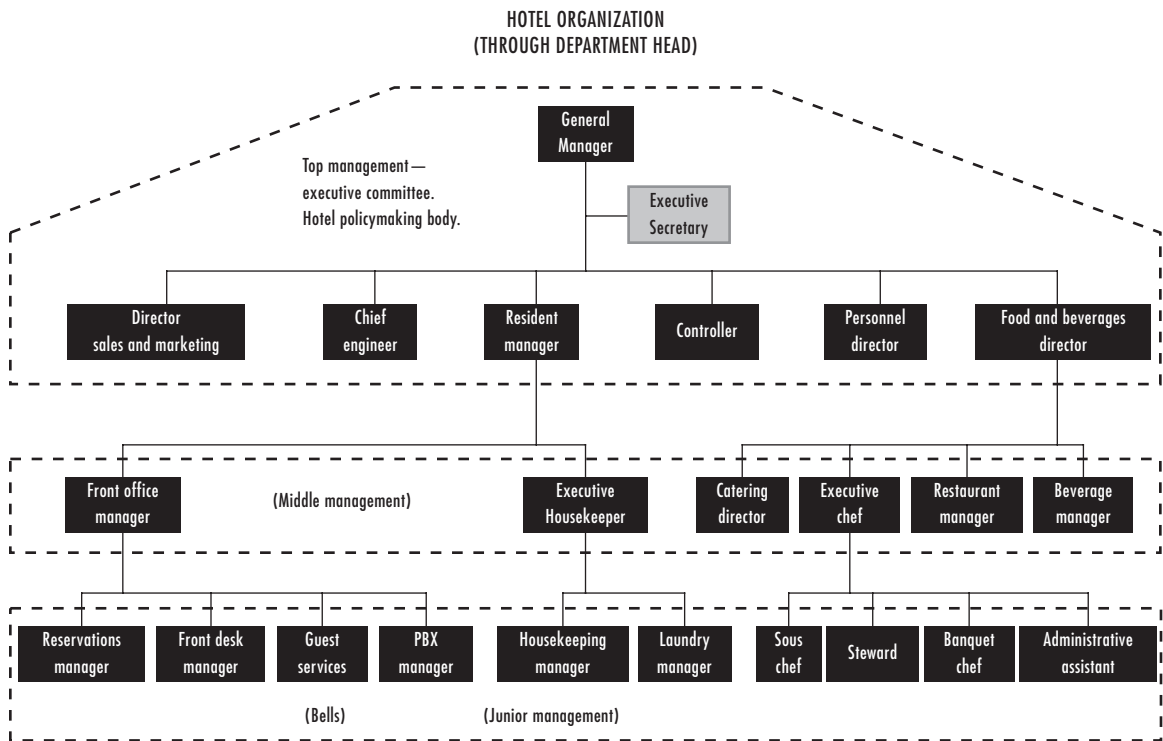 HOTEL ORGANIZATION
(THROUGH DEPARTMENT HEAD)
General
Manager
Top management—
executive committee.
Hotel policymaking body.
Executive
Secretary
Director
sales and marketing
Chief
engineer
Resident
manager
Controller
Personnel
director
Food and beverages
director
Front office
manager
(Middle management)
Executive
Housekeeper
Catering
director
Executive
chef
Restaurant
manager
Beverage
manager
Reservations
manager
Front desk
manager
Guest
services
PBX
manager
Housekeeping
manager
Laundry
manager
Sous
chef
Steward
Banquet
chef
Administrative
assistant
(Bells)
(Junior management)